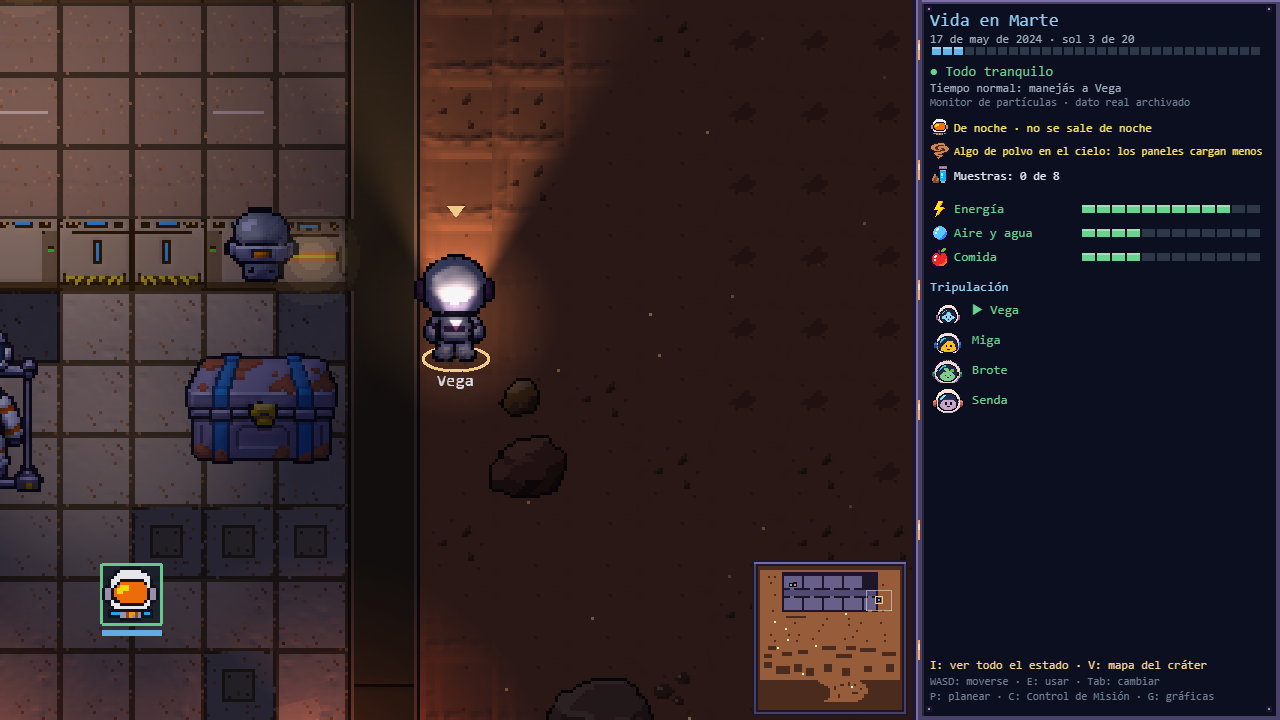 Vida en Marte
17 de may de 2024 · sol 3 de 20
● Todo tranquilo
Tiempo normal: manejás a Vega
Monitor de partículas · dato real archivado
De noche · no se sale de noche
Algo de polvo en el cielo: los paneles cargan menos
Muestras: 0 de 8
Energía
Aire y agua
Comida
Tripulación
▶ Vega
Miga
Brote
Senda
Vega
I: ver todo el estado · V: mapa del cráter
WASD: moverse · E: usar · Tab: cambiar
P: planear · C: Control de Misión · G: gráficas